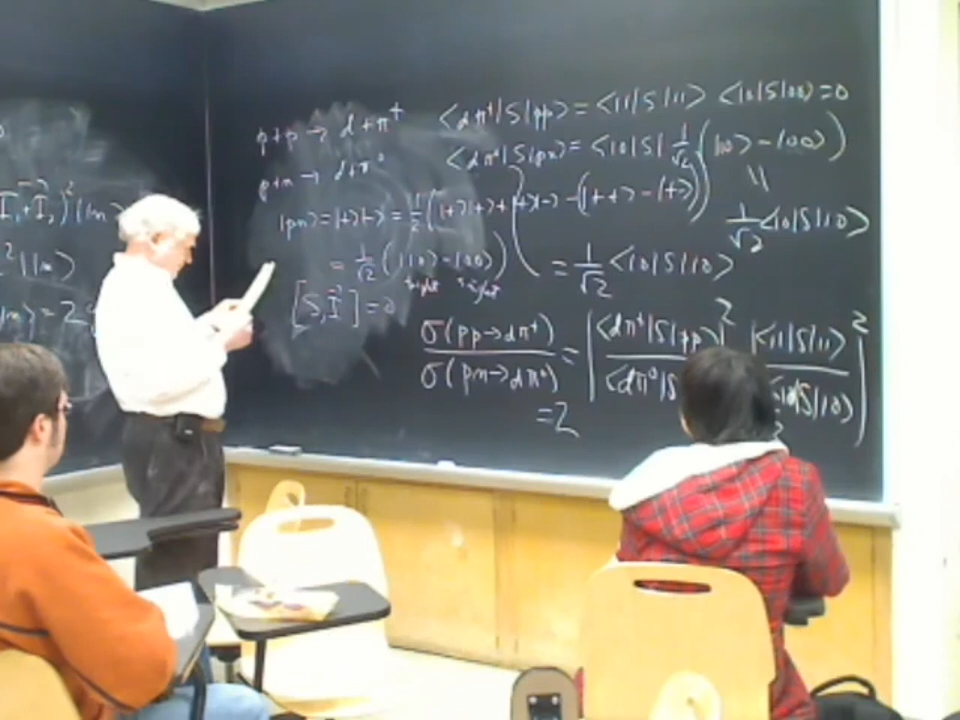 p+p → d+π⁺
p+n → d+π⁰
|pn> = |+>|-> = 1/2 (|+>|+> +
= 1/√2 (|10> - |00>)
[S, I⃗] = 0
<dπ⁺|S|pp> = <11|S|11> <10|S|00> = 0
<dπ⁰|S|pn> = <10|S| 1/√2 (|10> - |00>)
||
1/√2 <10|S|10>
= 1/√2 <10|S|10>
σ(pp→dπ⁺) / σ(pn→dπ⁰) = | <dπ⁺|S|pp> / <dπ⁰|S |² | <11|S|11> / <10|S|10> |²
= 2